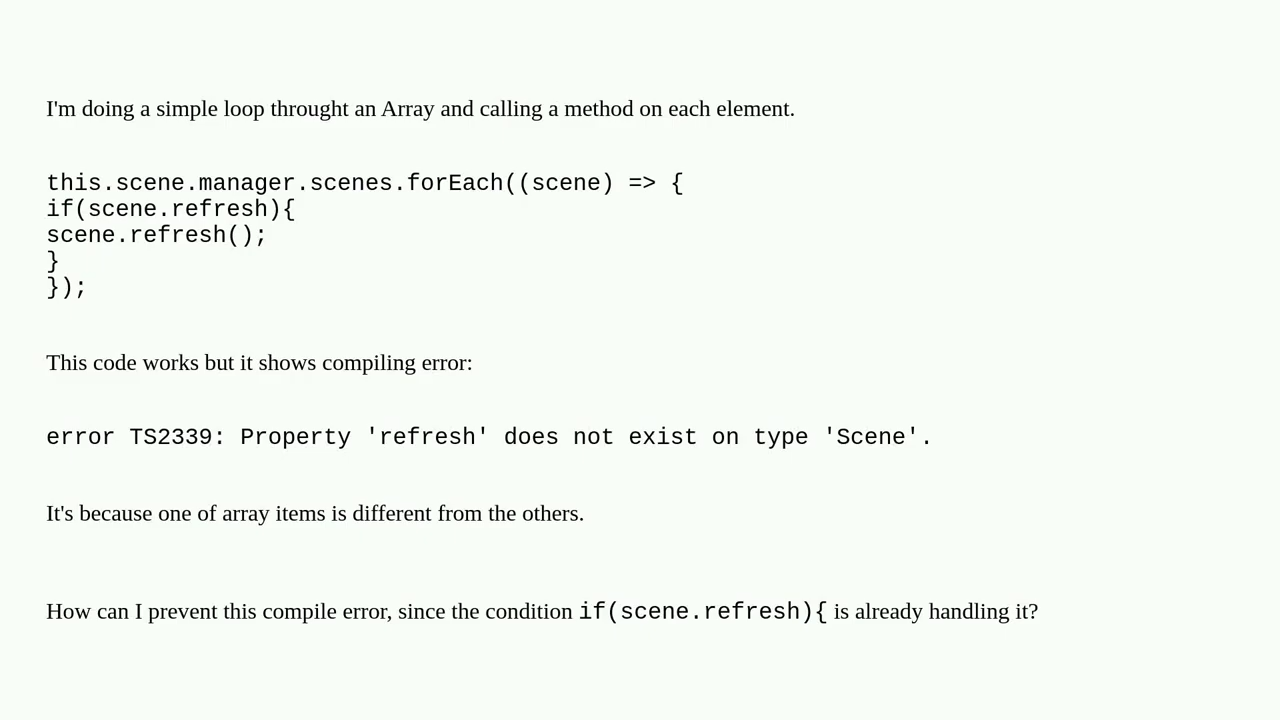 I'm doing a simple loop throught an Array and calling a method on each element.
this.scene.manager.scenes.forEach((scene) => {
if(scene.refresh){
scene.refresh();
}
});
This code works but it shows compiling error:
error TS2339: Property 'refresh' does not exist on type 'Scene'.
It's because one of array items is different from the others.
How can I prevent this compile error, since the condition if(scene.refresh){ is already handling it?